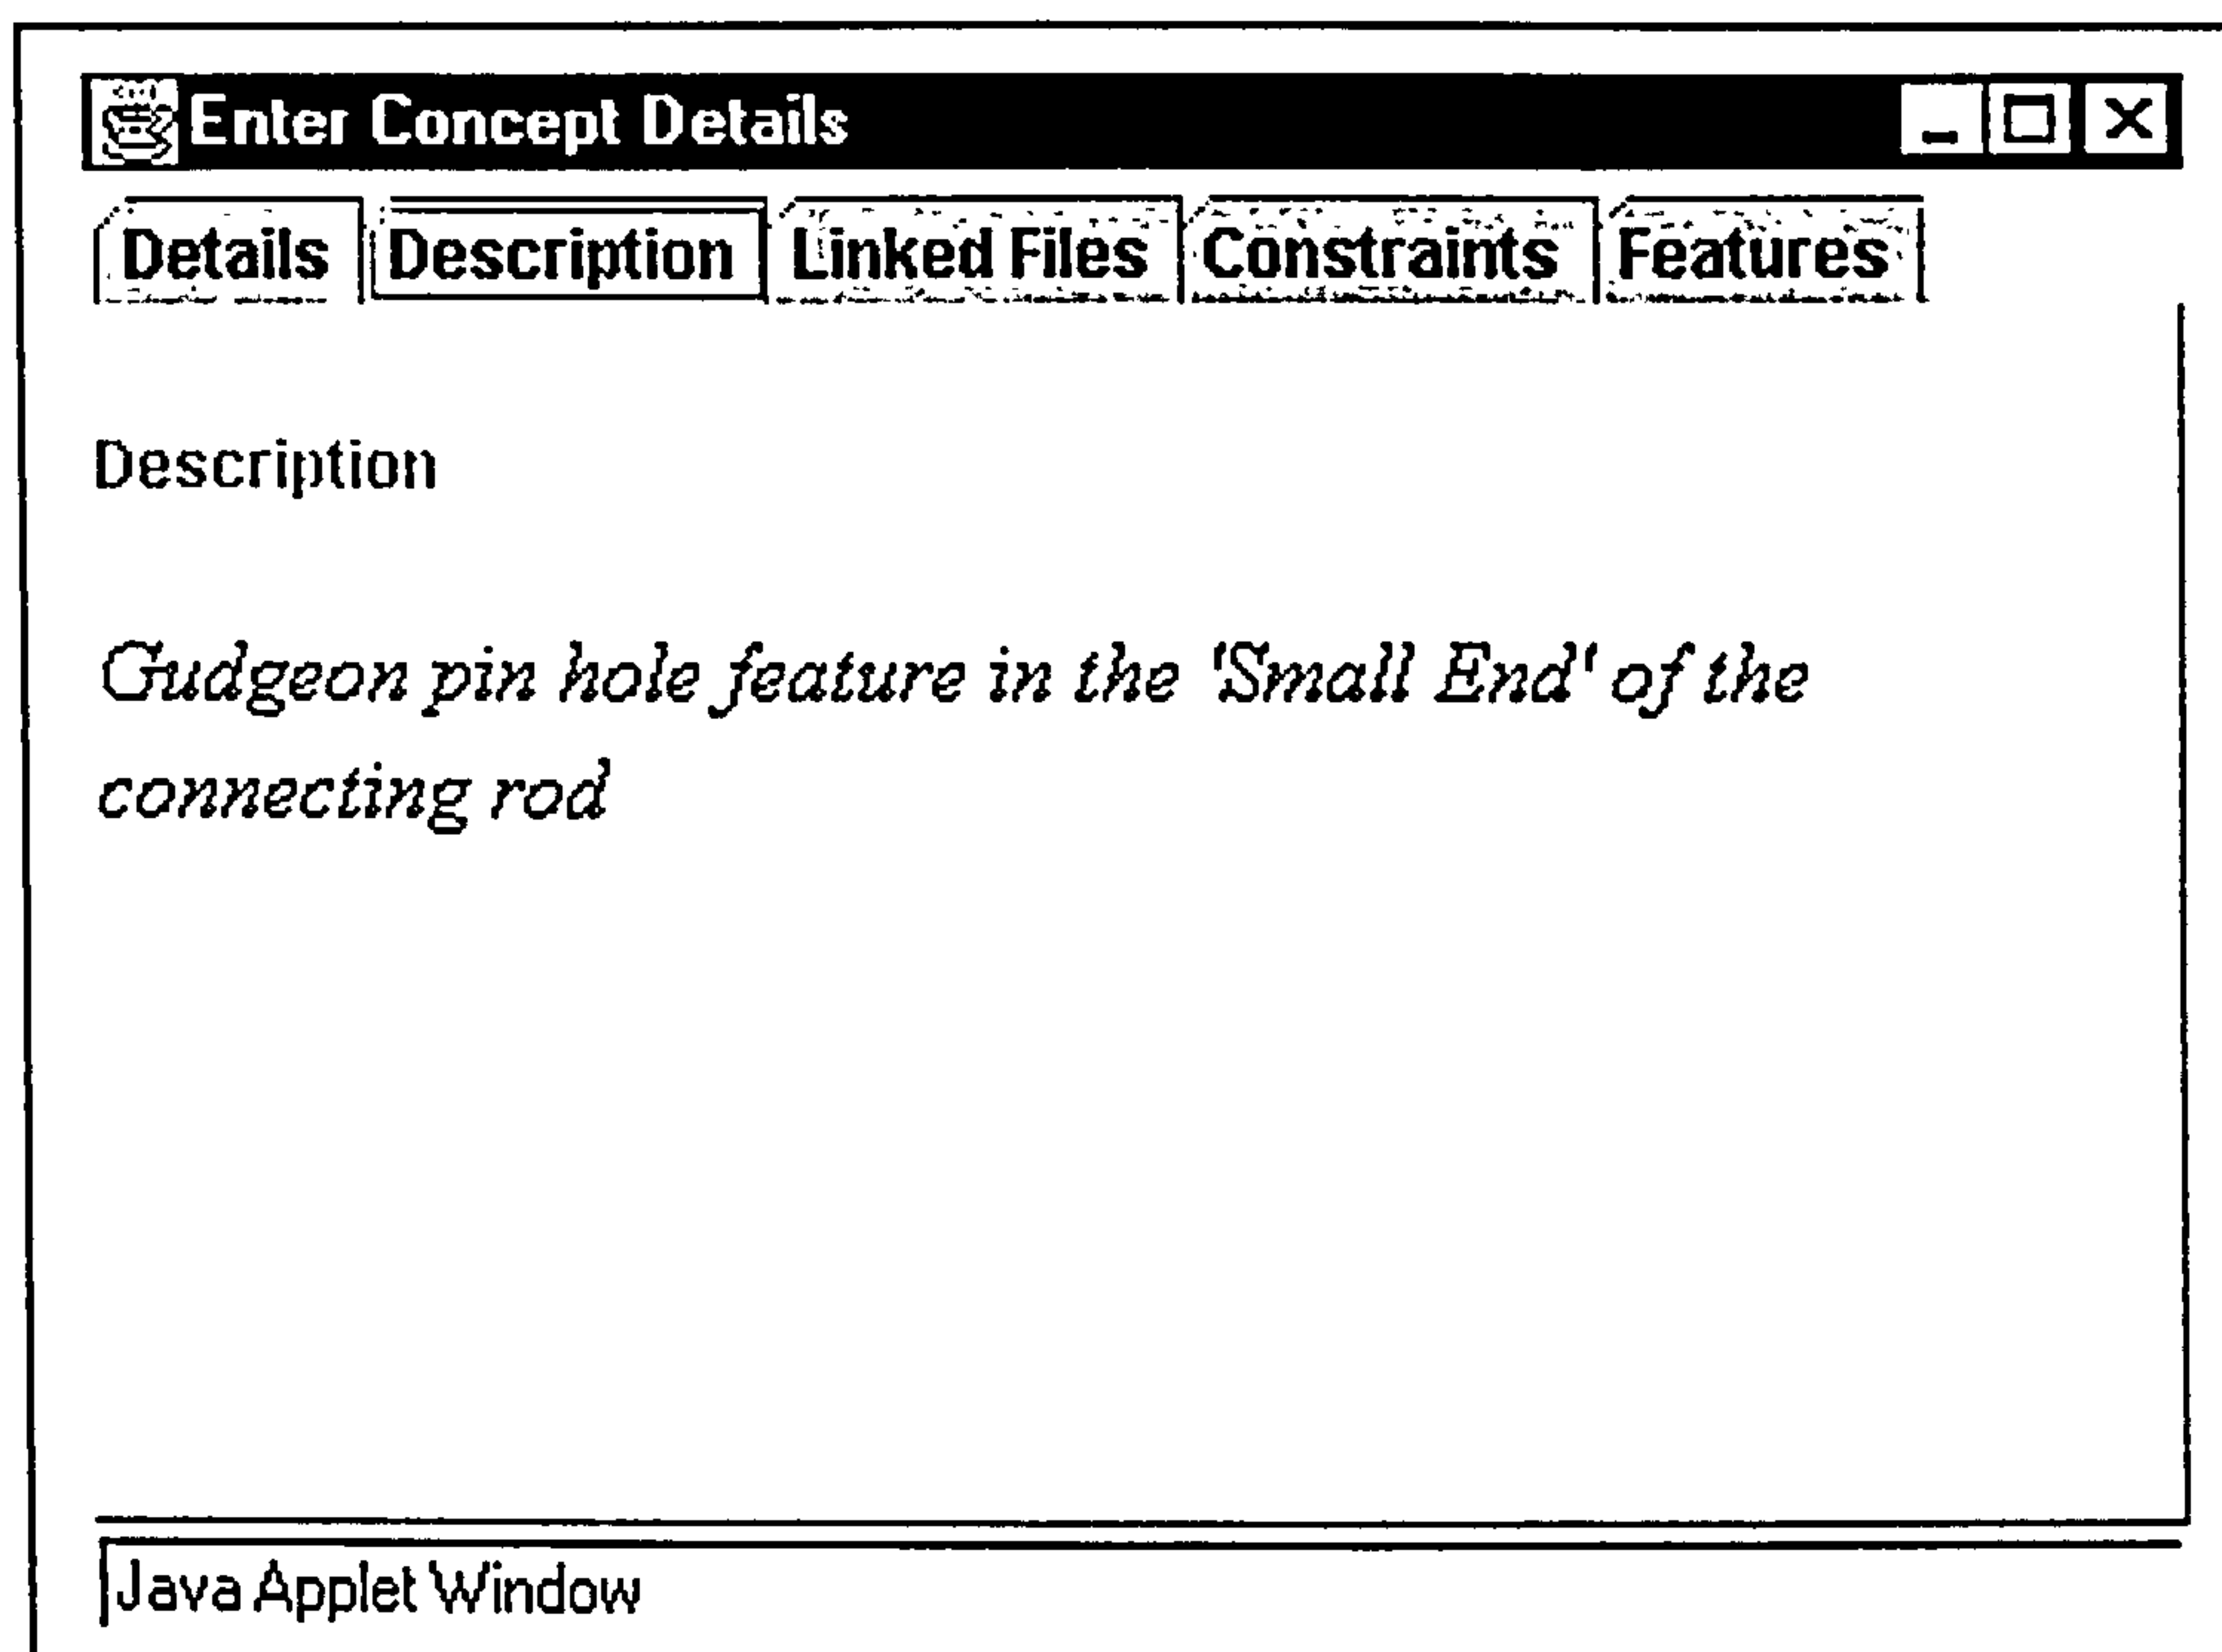 Enter Concept Details
Details Description Linked Files Constraints Features
Description
Gudgeon pin hole feature in the 'Small End' of the
connecting rod
Java Applet Window